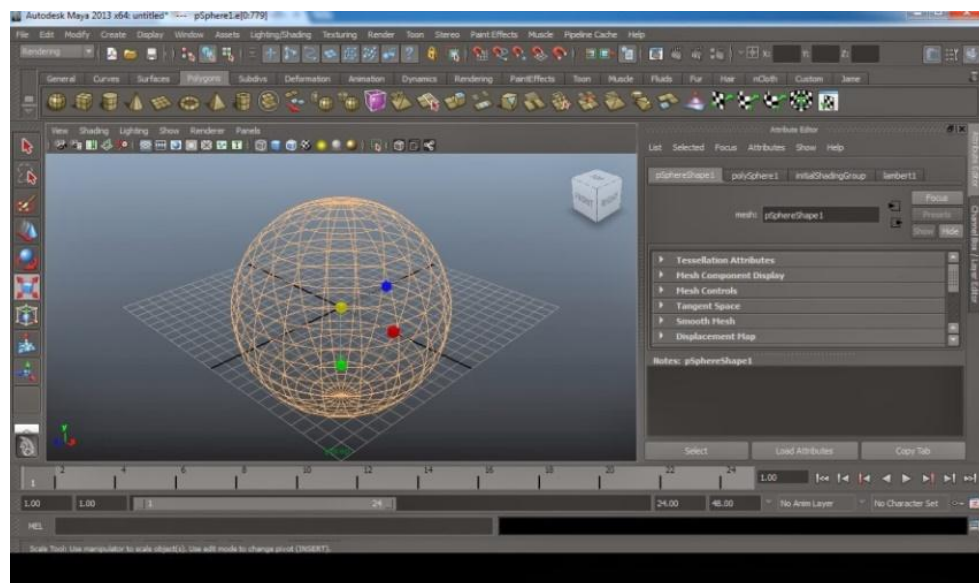 Autodesk Maya 2013 x64: untitled* --- pSphere1.e[0:779]
File Edit Modify Create Display Window Assets Lighting/Shading Texturing Render Toon Stereo Paint Effects Muscle Pipeline Cache Help
Rendering X: Y: Z:
General Curves Surfaces Polygons Subdivs Deformation Animation Dynamics Rendering PaintEffects Toon Muscle Fluids Fur Hair nCloth Custom Jame
View Shading Lighting Show Renderer Panels
Attribute Editor
List Selected Focus Attributes Show Help
pSphereShape1 polySphere1 initialShadingGroup lambert1
Focus
mesh: pSphereShape1
Presets
Show Hide
Tessellation Attributes
Mesh Component Display
Mesh Controls
Tangent Space
Smooth Mesh
Displacement Map
Notes: pSphereShape1
Select Load Attributes Copy Tab
TOP
FRONT RIGHT
y
2 4 6 8 10 12 14 16 18 20 22 24
1 1.00
1.00 1.00 1 24 24.00 48.00 No Anim Layer No Character Set
MEL
Scale Tool: Use manipulator to scale object(s). Use edit mode to change pivot (INSERT).